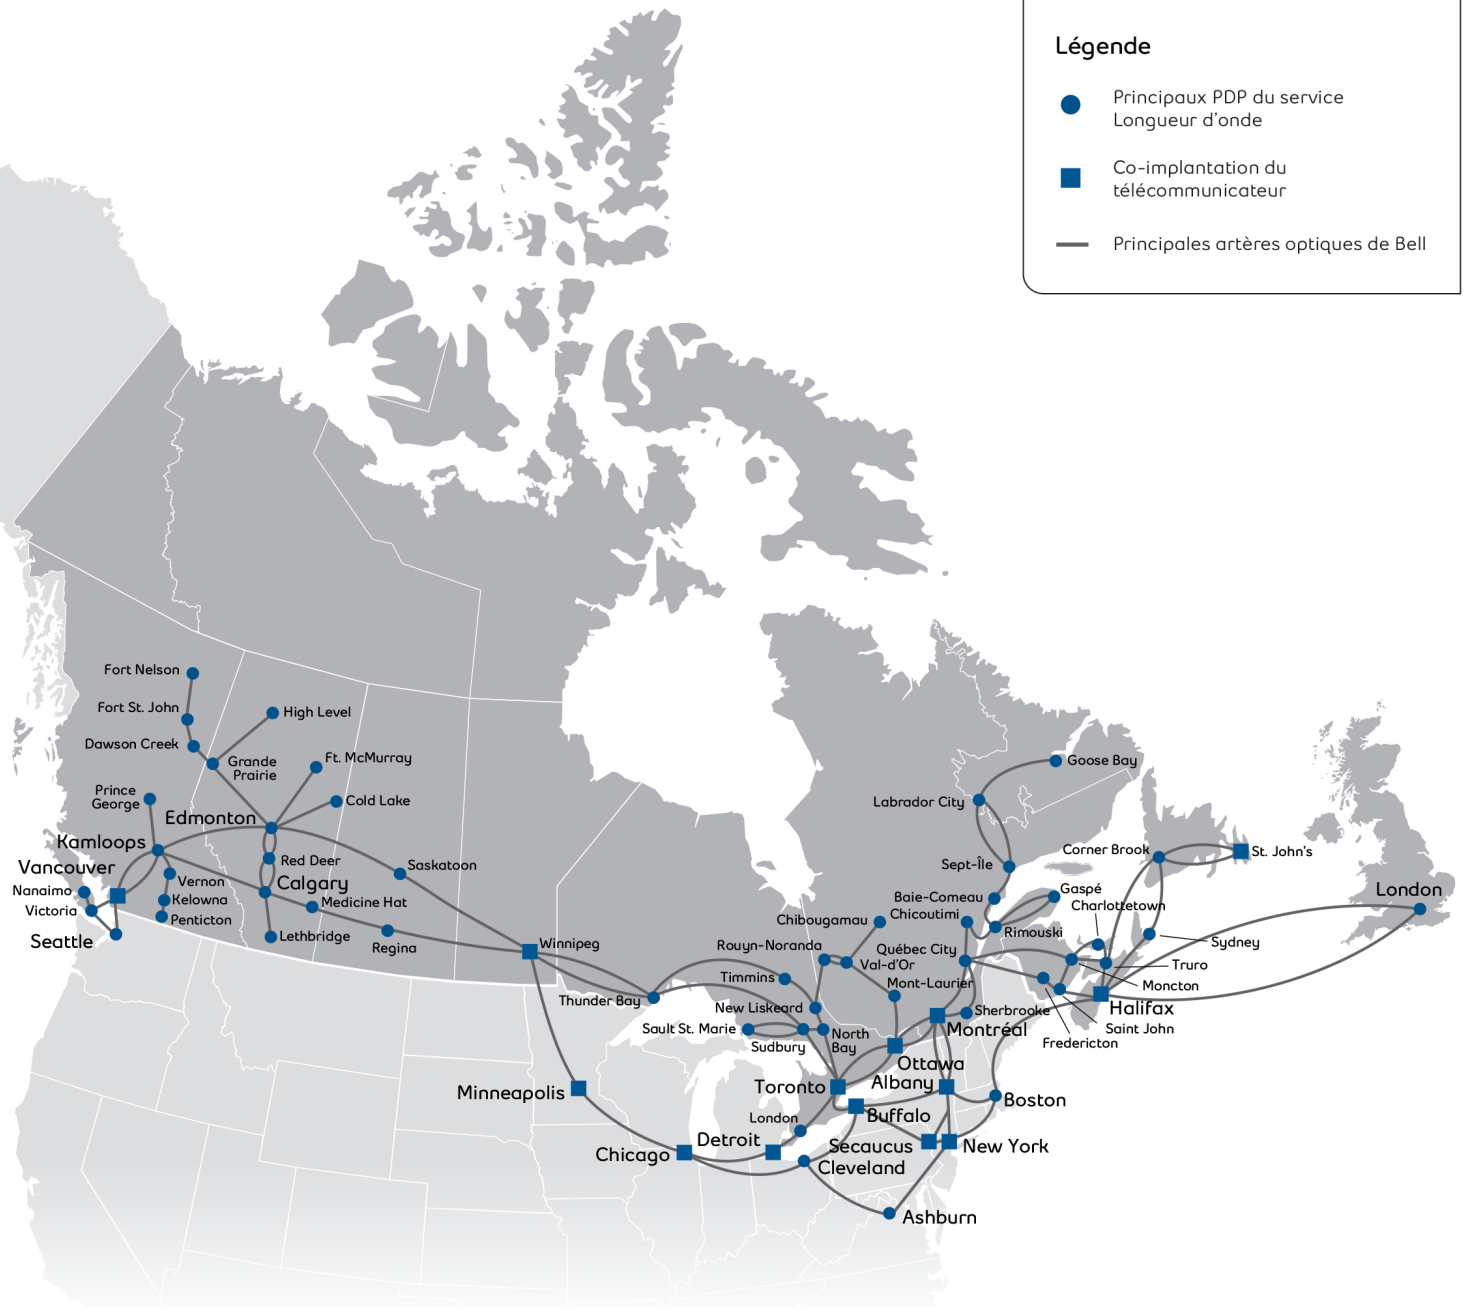 Légende
Principaux PDP du service
Longueur d'onde
Co-implantation du
télécommunicateur
Principales artères optiques de Bell
Fort Nelson
Fort St. John
High Level
Dawson Creek
Grande
Prairie
Ft. McMurray
Prince
George
Cold Lake
Edmonton
Kamloops
Vancouver
Red Deer
Saskatoon
Calgary
Vernon
Nanaimo
Kelowna
Medicine Hat
Victoria
Penticton
Seattle
Lethbridge
Regina
Winnipeg
Thunder Bay
Minneapolis
Chicago
Detroit
Goose Bay
Labrador City
Sept-Île
Corner Brook
St. John's
Baie-Comeau
Gaspé
Charlottetown
Chibougamau
Chicoutimi
Rimouski
London
Rouyn-Noranda
Québec City
Val-d'Or
Sydney
Truro
Timmins
Mont-Laurier
Moncton
New Liskeard
Sherbrooke
Halifax
Sault St. Marie
Sudbury
North
Bay
Montréal
Saint John
Fredericton
Ottawa
Toronto
Albany
Boston
Buffalo
London
Secaucus
New York
Cleveland
Ashburn